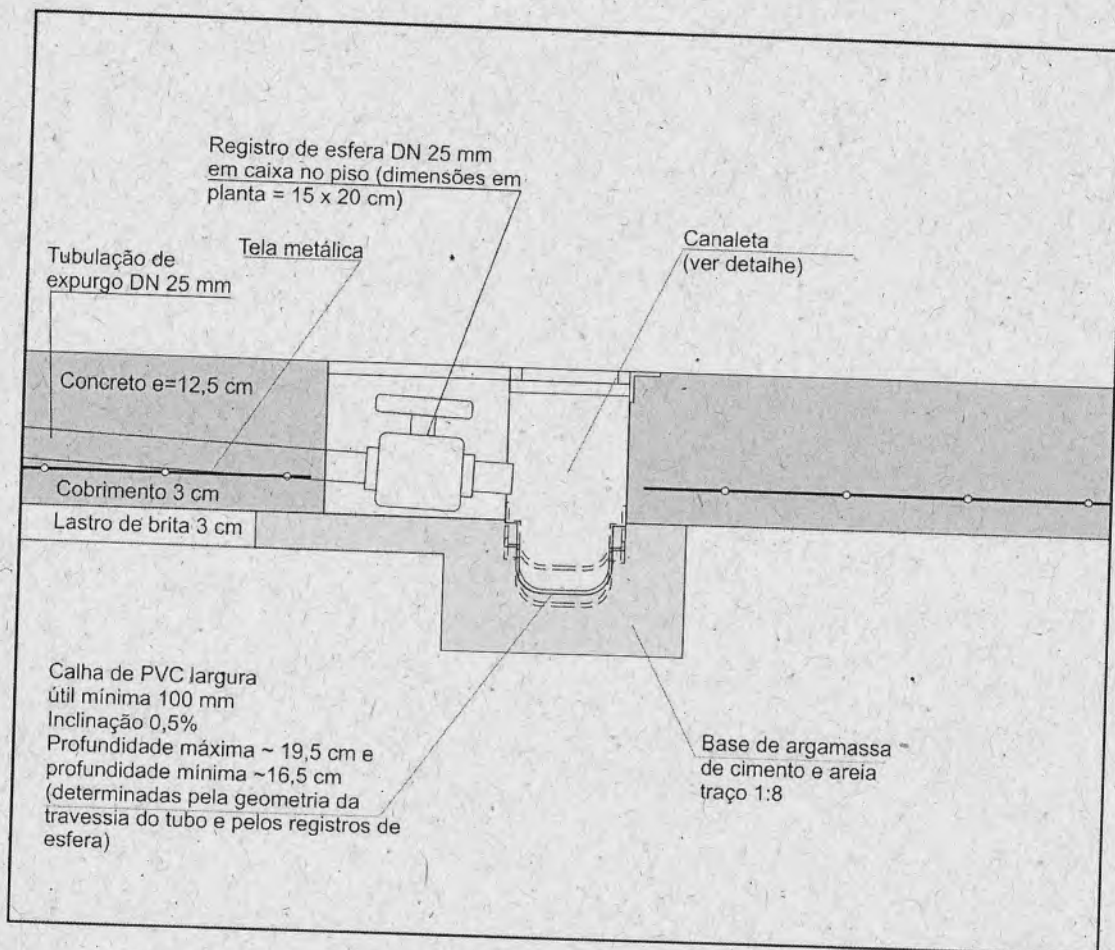 Registro de esfera DN 25 mm
em caixa no piso (dimensões em
planta = 15 x 20 cm)
Tubulação de
expurgo DN 25 mm
Tela metálica
Canaleta
(ver detalhe)
Concreto e=12,5 cm
Cobrimento 3 cm
Lastro de brita 3 cm
Calha de PVC largura
útil mínima 100 mm
Inclinação 0,5%
Profundidade máxima ~ 19,5 cm e
profundidade mínima ~16,5 cm
(determinadas pela geometria da
travessia do tubo e pelos registros de
esfera)
Base de argamassa
de cimento e areia
traço 1:8